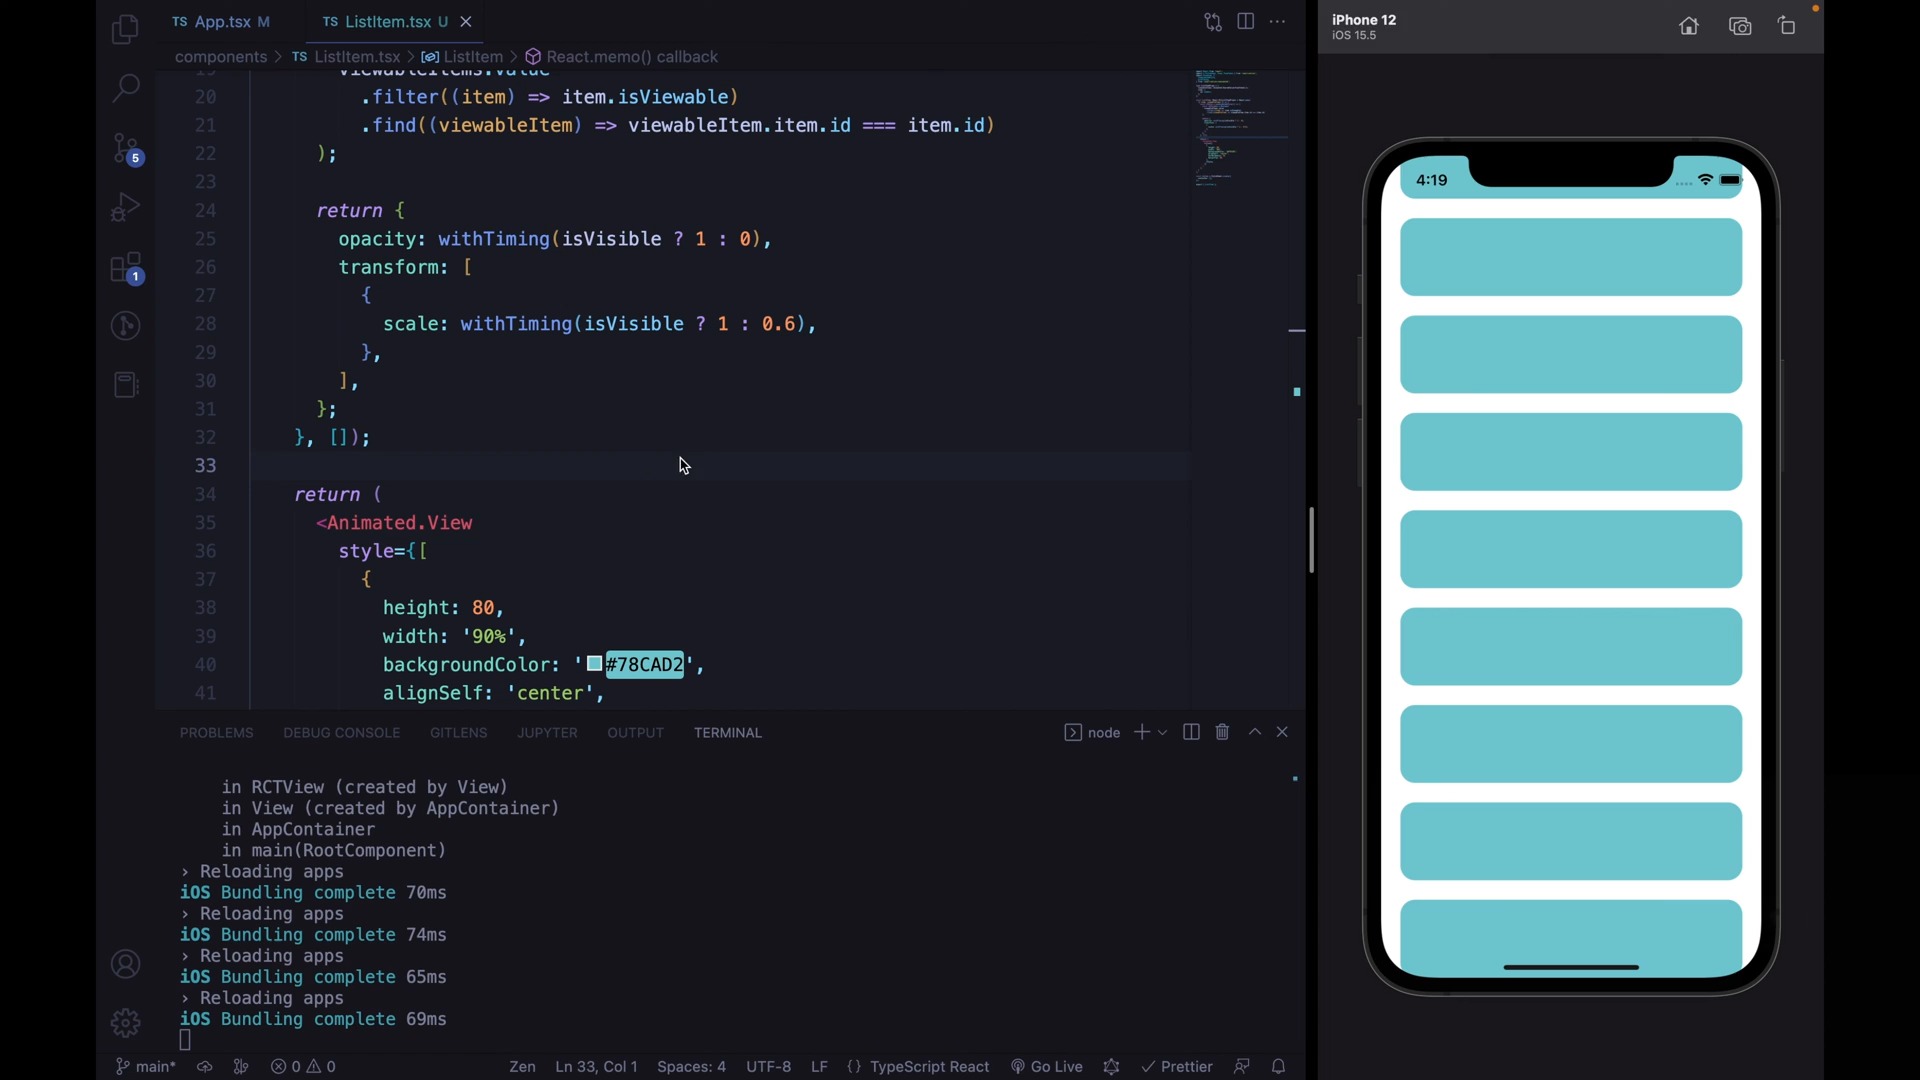 TS App.tsx M
TS ListItem.tsx U
components > TS ListItem.tsx > ListItem > React.memo() callback
19 viewableItems.value
20 .filter((item) => item.isViewable)
21 .find((viewableItem) => viewableItem.item.id === item.id)
22 );
23
24 return {
25 opacity: withTiming(isVisible ? 1 : 0),
26 transform: [
27 {
28 scale: withTiming(isVisible ? 1 : 0.6),
29 },
30 ],
31 };
32 }, []);
33
34 return (
35 <Animated.View
36 style={[
37 {
38 height: 80,
39 width: '90%',
40 backgroundColor: '#78CAD2',
41 alignSelf: 'center',
5
1
PROBLEMS DEBUG CONSOLE GITLENS JUPYTER OUTPUT TERMINAL
node
in RCTView (created by View)
in View (created by AppContainer)
in AppContainer
in main(RootComponent)
› Reloading apps
iOS Bundling complete 70ms
› Reloading apps
iOS Bundling complete 74ms
› Reloading apps
iOS Bundling complete 65ms
› Reloading apps
iOS Bundling complete 69ms
main* 0 0 Zen Ln 33, Col 1 Spaces: 4 UTF-8 LF {} TypeScript React Go Live Prettier
iPhone 12
iOS 15.5
4:19